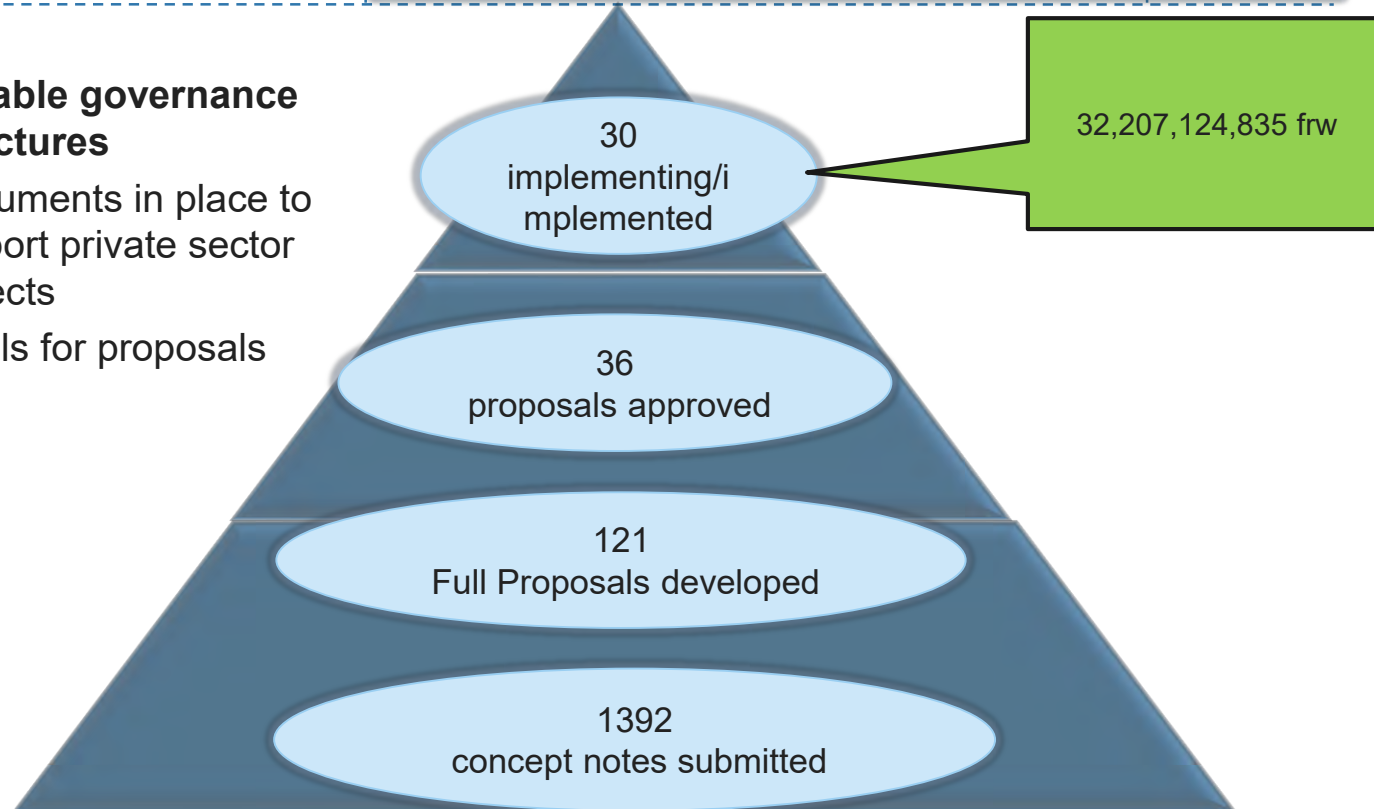 able governance
ctures
uments in place to
port private sector
ects
ls for proposals
30
implementing/i
mplemented
32,207,124,835 frw
36
proposals approved
121
Full Proposals developed
1392
concept notes submitted